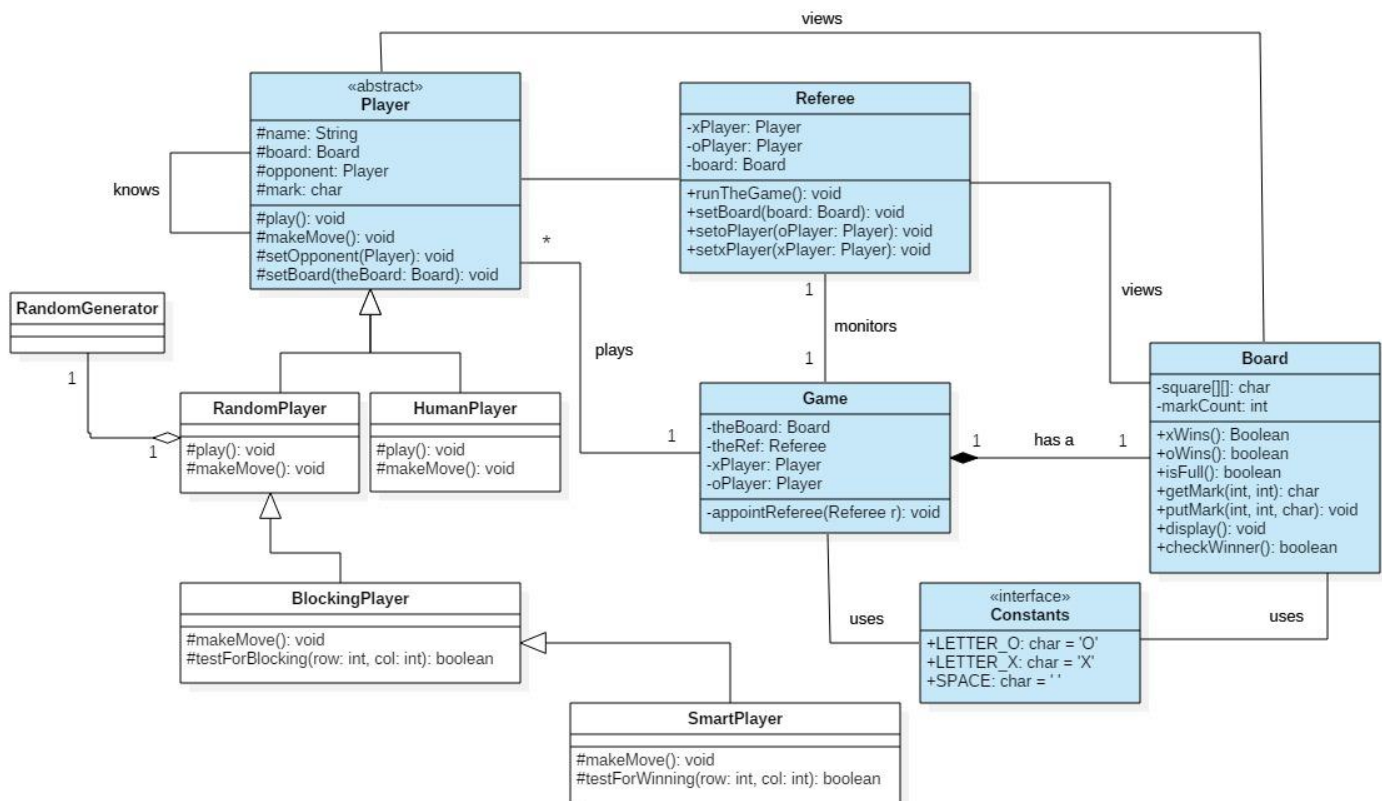 views
«abstract»
Player
#name: String
#board: Board
#opponent: Player
#mark: char
#play(): void
#makeMove(): void
#setOpponent(Player): void
#setBoard(theBoard: Board): void
knows
Referee
-xPlayer: Player
-oPlayer: Player
-board: Board
+runTheGame(): void
+setBoard(board: Board): void
+setoPlayer(oPlayer: Player): void
+setxPlayer(xPlayer: Player): void
*
1
monitors
1
views
plays
1
RandomGenerator
1
1
RandomPlayer
#play(): void
#makeMove(): void
HumanPlayer
#play(): void
#makeMove(): void
Game
-theBoard: Board
-theRef: Referee
-xPlayer: Player
-oPlayer: Player
-appointReferee(Referee r): void
1
has a
1
Board
-square[][]: char
-markCount: int
+xWins(): Boolean
+oWins(): boolean
+isFull(): boolean
+getMark(int, int): char
+putMark(int, int, char): void
+display(): void
+checkWinner(): boolean
BlockingPlayer
#makeMove(): void
#testForBlocking(row: int, col: int): boolean
uses
«interface»
Constants
+LETTER_O: char = 'O'
+LETTER_X: char = 'X'
+SPACE: char = ' '
uses
SmartPlayer
#makeMove(): void
#testForWinning(row: int, col: int): boolean